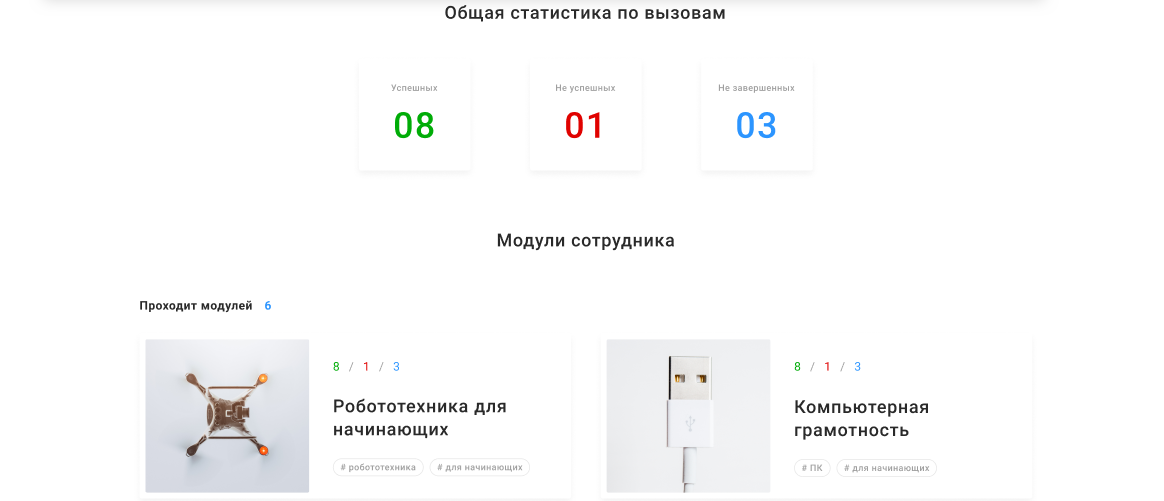 Общая статистика по вызовам
Успешных
Не успешных
Не завершенных
08
01
03
Модули сотрудника
Проходит модулей 6
8 / 1 / 3
Робототехника для
начинающих
# робототехника
# для начинающих
8 / 1 / 3
Компьютерная
грамотность
# ПК
# для начинающих